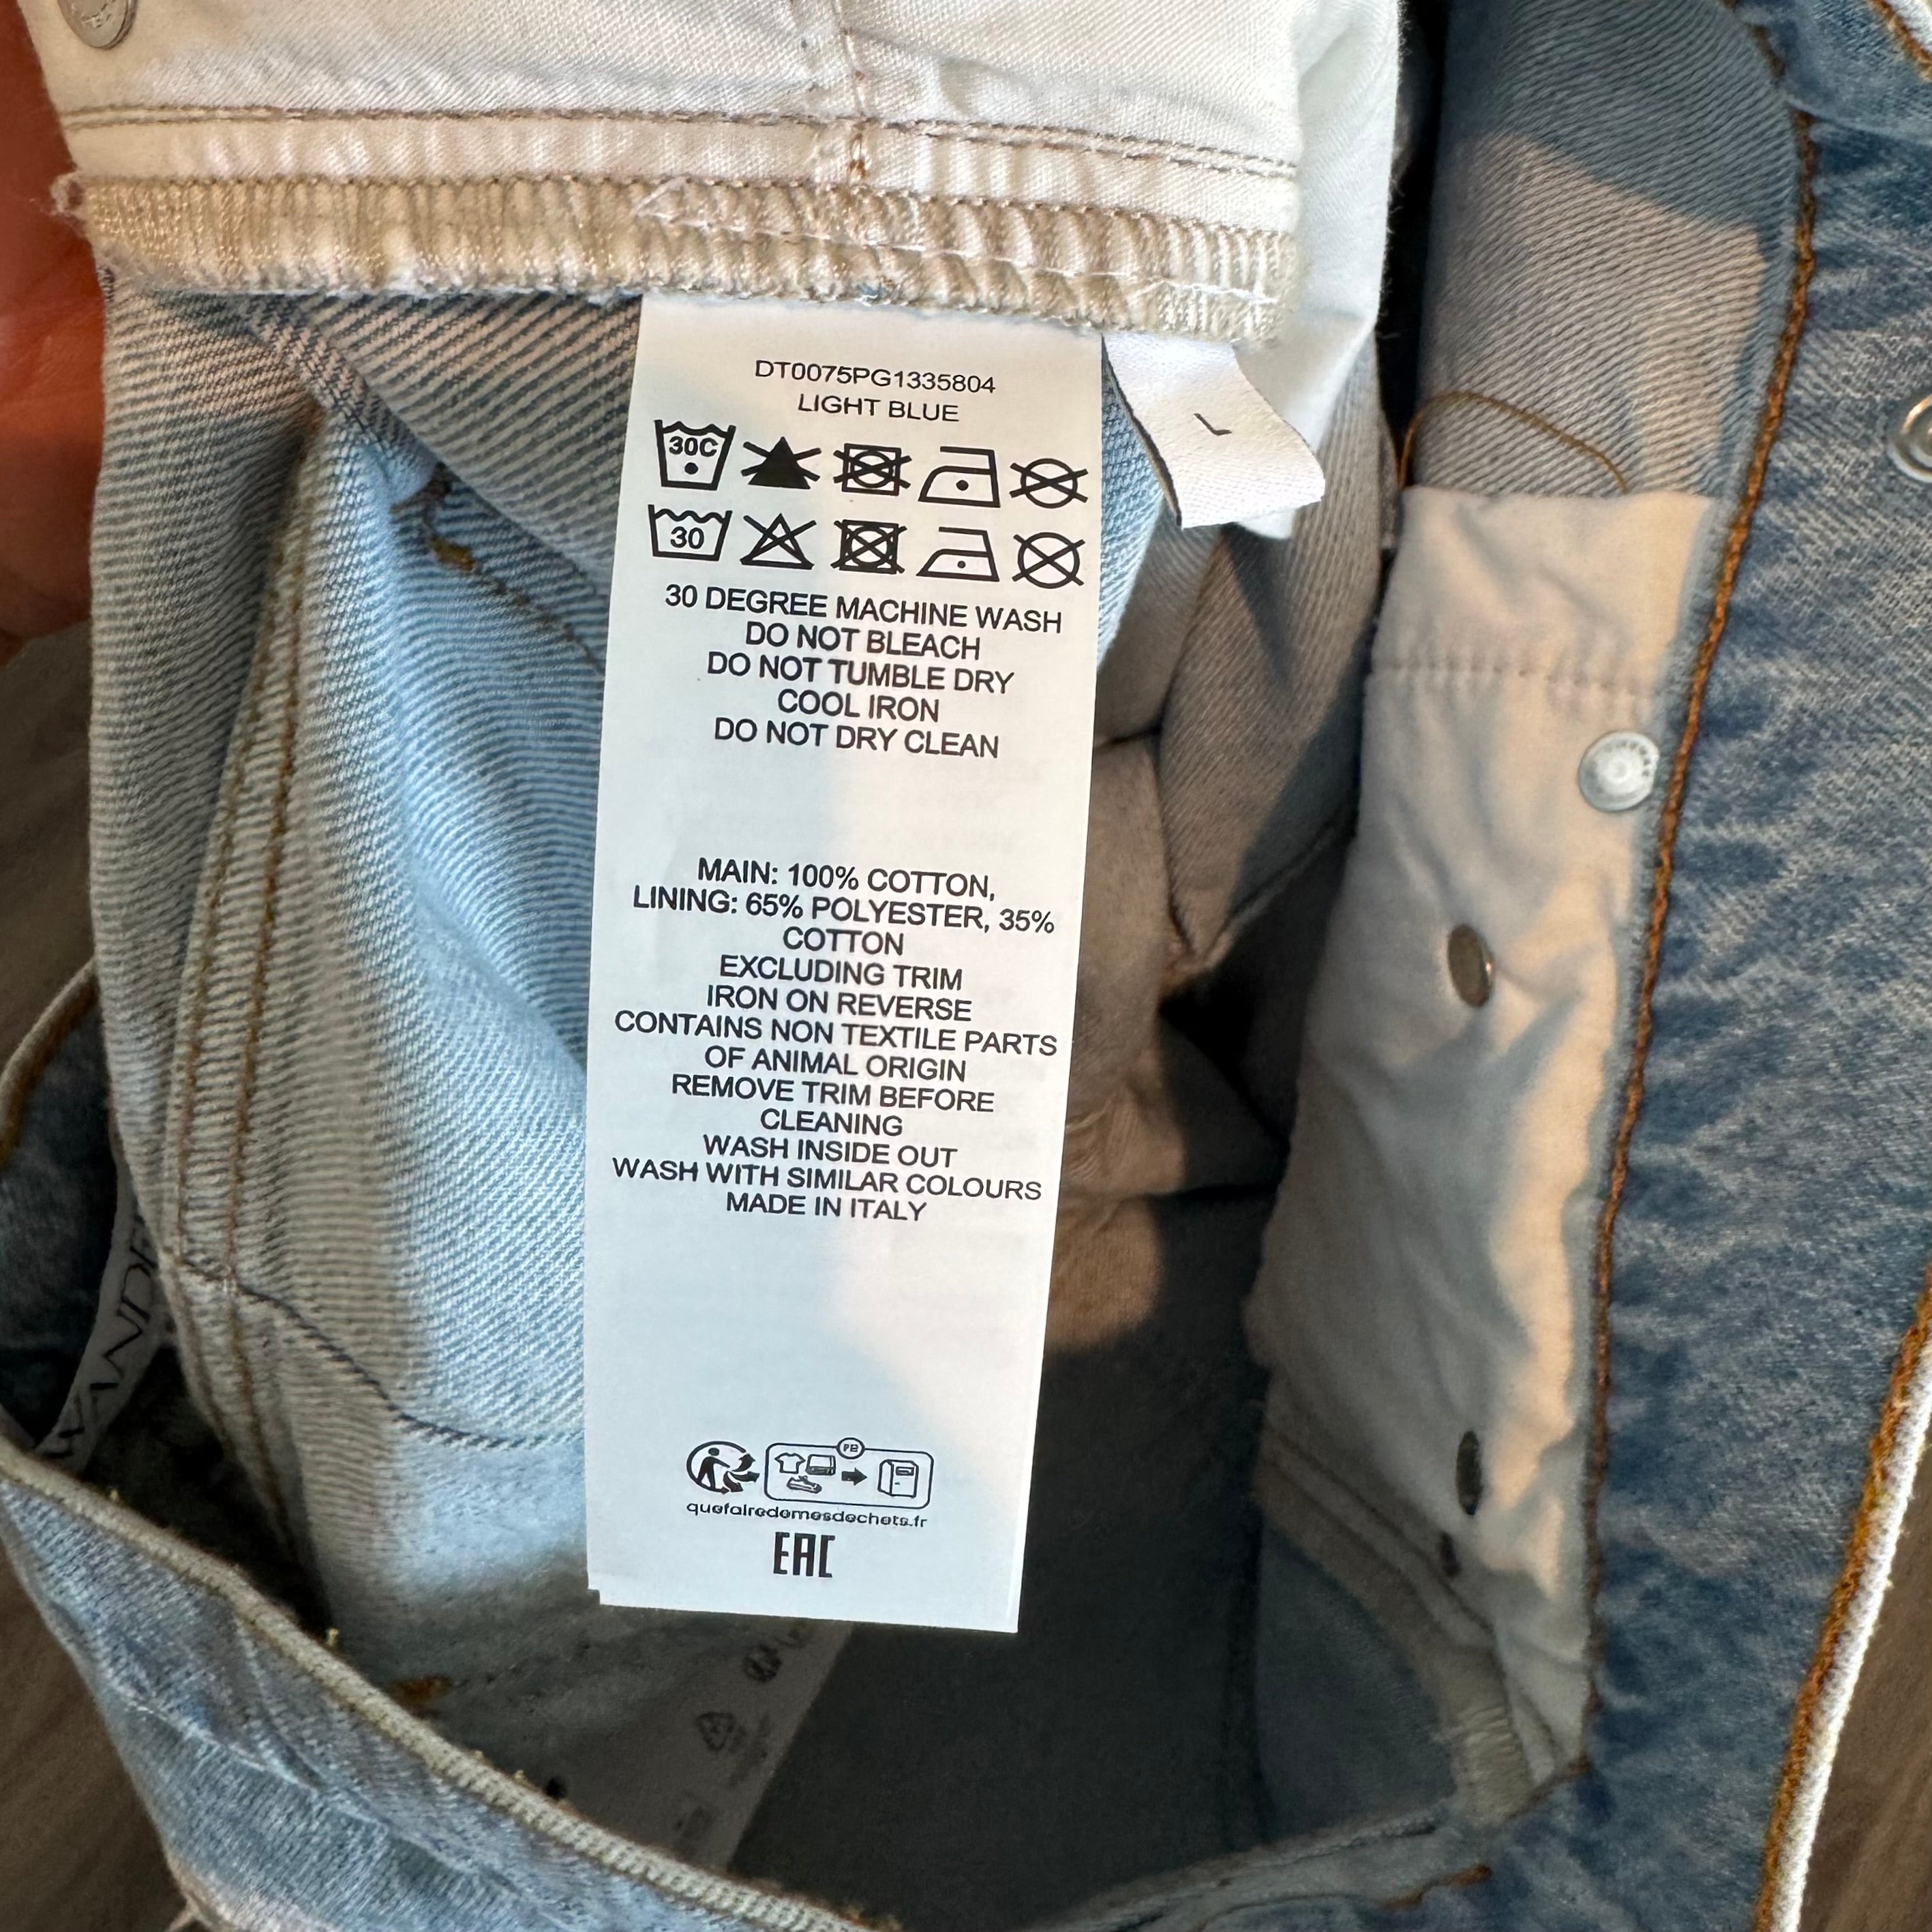 DT0075PG1335804
LIGHT BLUE
L
30C
30
30 DEGREE MACHINE WASH
DO NOT BLEACH
DO NOT TUMBLE DRY
COOL IRON
DO NOT DRY CLEAN
MAIN: 100% COTTON,
LINING: 65% POLYESTER, 35%
COTTON
EXCLUDING TRIM
IRON ON REVERSE
CONTAINS NON TEXTILE PARTS
OF ANIMAL ORIGIN
REMOVE TRIM BEFORE
CLEANING
WASH INSIDE OUT
WASH WITH SIMILAR COLOURS
MADE IN ITALY
FR
quefairedemesdechets.fr
EAC